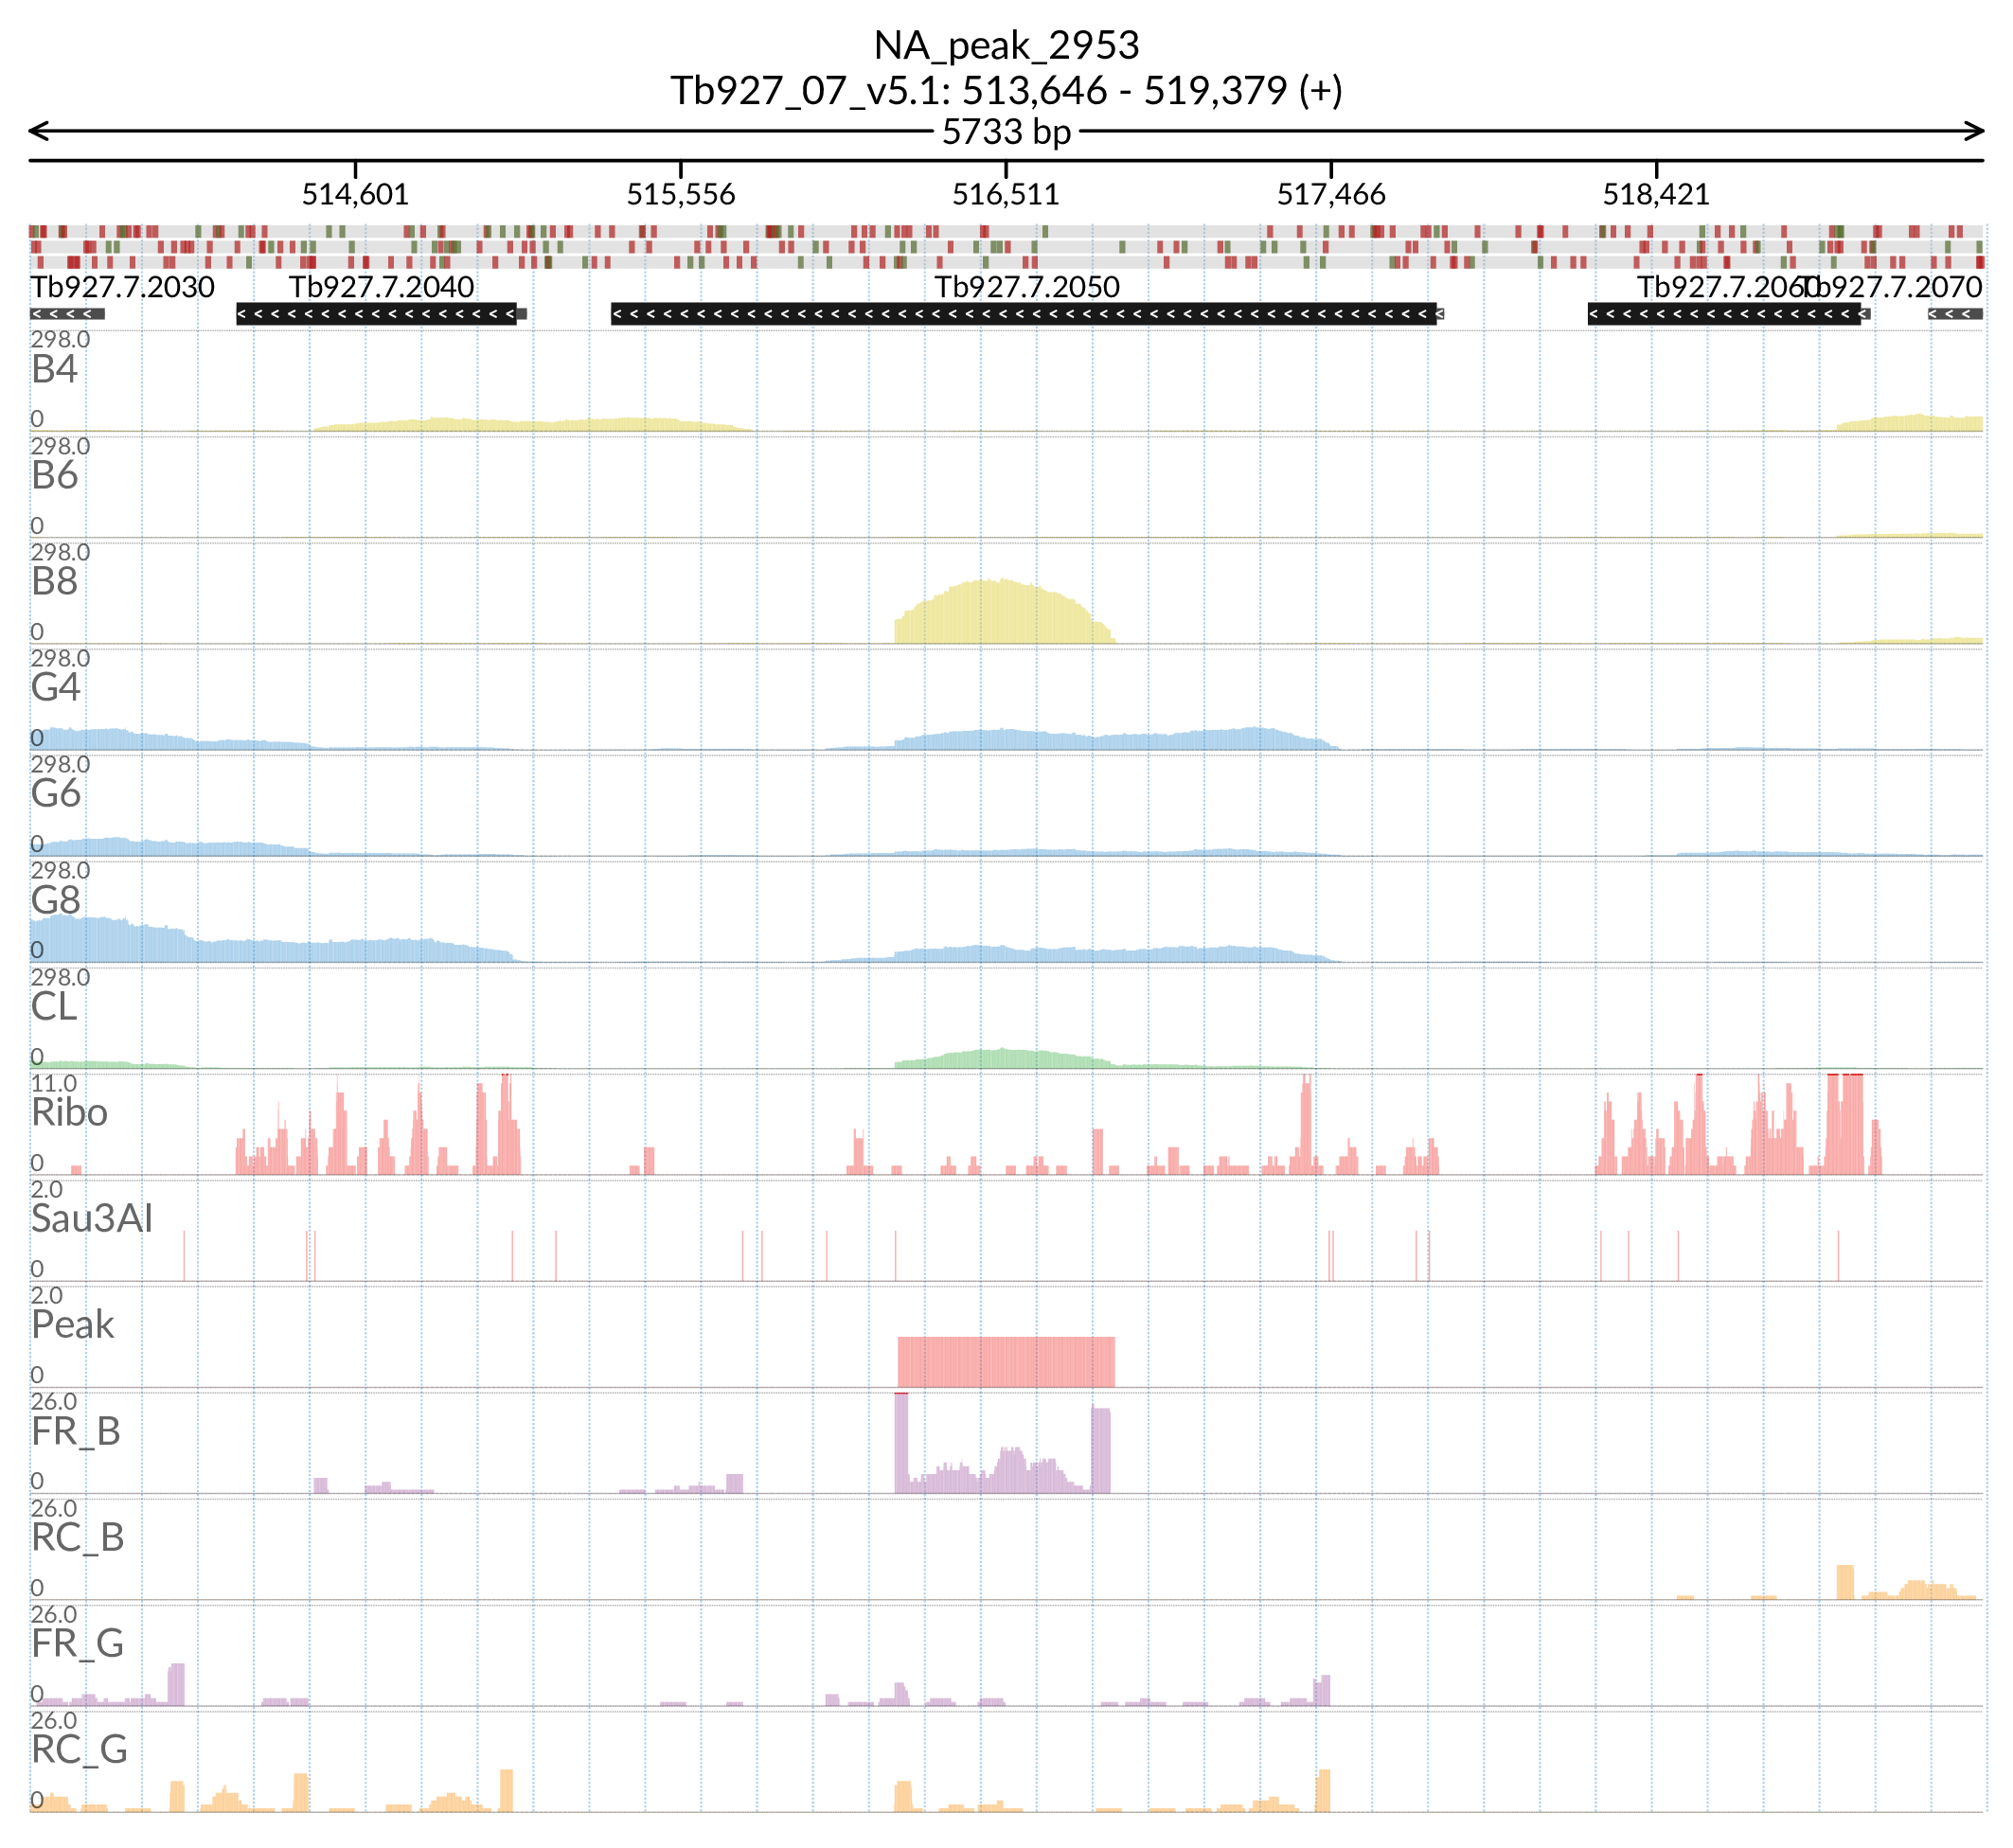 NA_peak_2953
Tb927_07_v5.1: 513,646 - 519,379 (+)
5733 bp
514,601 515,556 516,511 517,466 518,421
Tb927.7.2030 Tb927.7.2040 Tb927.7.2050 Tb927.7.2060 Tb927.7.2070
298.0
B4
0
298.0
B6
0
298.0
B8
0
298.0
G4
0
298.0
G6
0
298.0
G8
0
298.0
CL
0
11.0
Ribo
0
2.0
Sau3AI
0
2.0
Peak
0
26.0
FR_B
0
26.0
RC_B
0
26.0
FR_G
0
26.0
RC_G
0